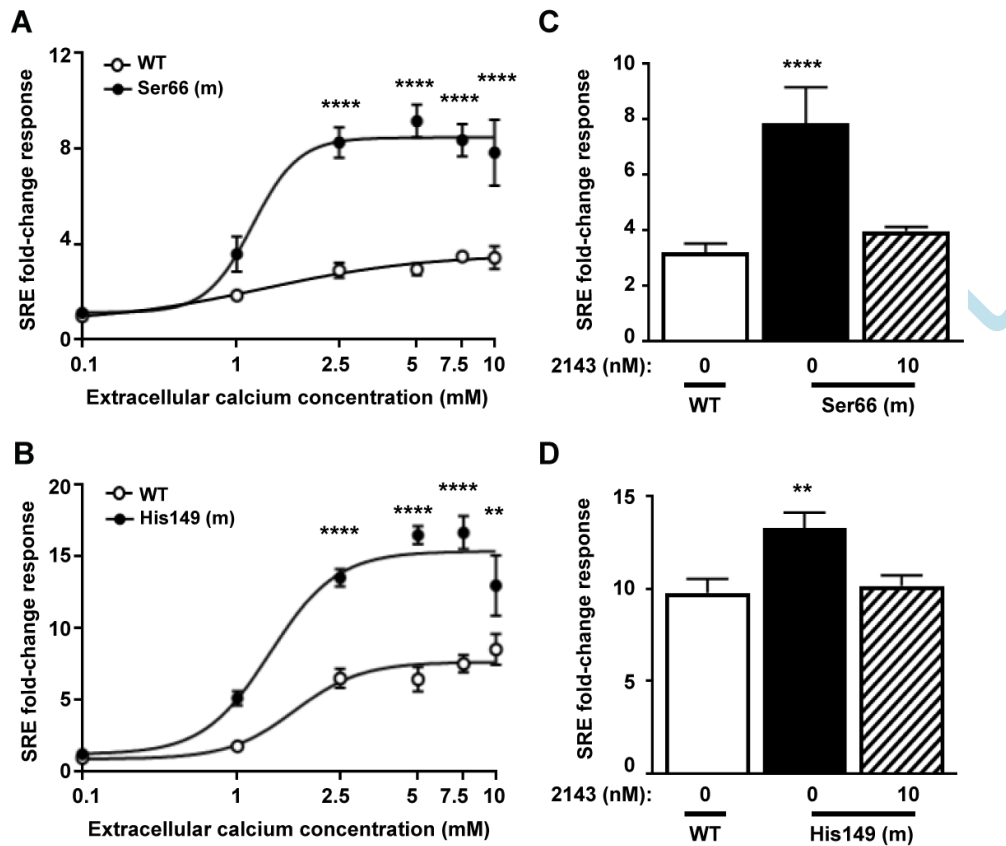 A
12
WT
Ser66 (m)
****
****
****
****
8
4
0
SRE fold-change response
0.1
1
2.5
5
7.5
10
Extracellular calcium concentration (mM)
C
10
****
8
6
4
2
0
SRE fold-change response
2143 (nM):
0
0
10
WT
Ser66 (m)
B
20
WT
His149 (m)
****
****
****
**
15
10
5
0
SRE fold-change response
0.1
1
2.5
5
7.5
10
Extracellular calcium concentration (mM)
D
15
**
10
5
0
SRE fold-change response
2143 (nM):
0
0
10
WT
His149 (m)